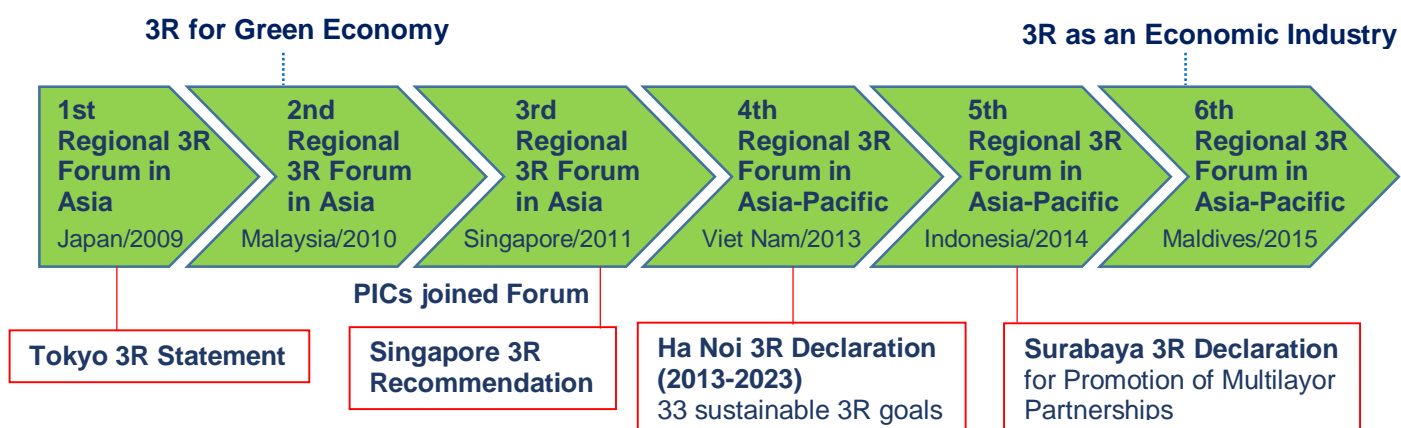 3R for Green Economy
3R as an Economic Industry
1st
Regional 3R
Forum in
Asia
Japan/2009
2nd
Regional
3R Forum
in Asia
Malaysia/2010
3rd
Regional
3R Forum
in Asia
Singapore/2011
4th
Regional 3R
Forum in
Asia-Pacific
Viet Nam/2013
5th
Regional 3R
Forum in
Asia-Pacific
Indonesia/2014
6th
Regional 3R
Forum in
Asia-Pacific
Maldives/2015
PICs joined Forum
Tokyo 3R Statement
Singapore 3R
Recommendation
Ha Noi 3R Declaration
(2013-2023)
33 sustainable 3R goals
Surabaya 3R Declaration
for Promotion of Multilayor
Partnerships